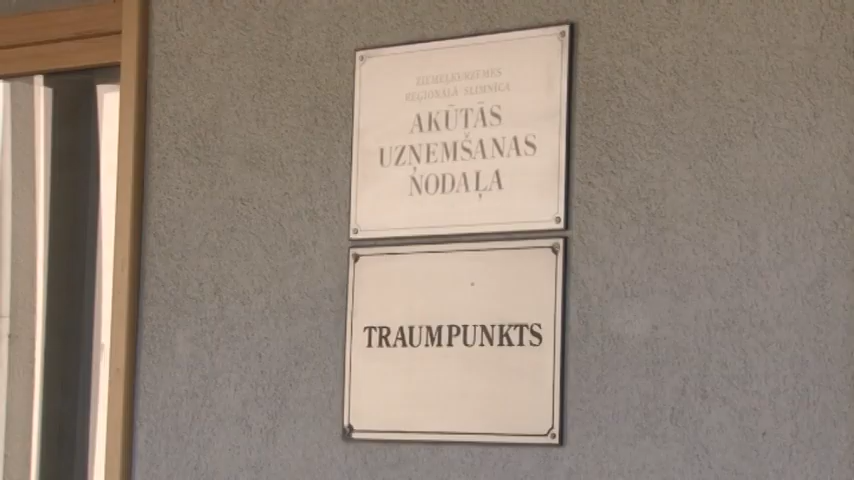 ZIEMEĻKURZEMES
REĢIONĀLĀ SLIMNĪCA
AKŪTĀS
UZŅEMŠANAS
NODAĻA
TRAUMPUNKTS